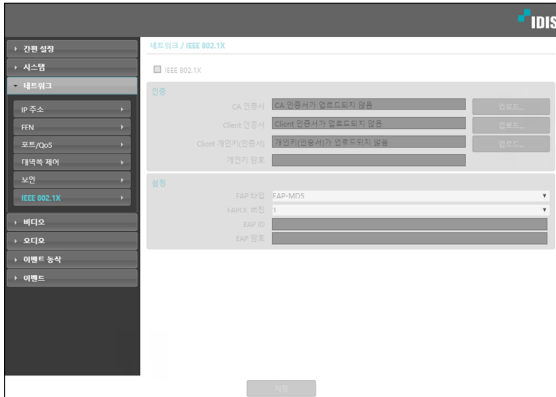 IDIS
간편 설정
시스템
네트워크
IP 주소
FEN
포트/QoS
대역폭 제어
보안
IEEE 802.1X
비디오
오디오
이벤트 동작
이벤트
네트워크 / IEEE 802.1X
IEEE 802.1X
인증
CA 인증서 CA 인증서가 업로드되지 않음 업로드...
Client 인증서 Client 인증서가 업로드되지 않음 업로드...
Client 개인키(인증서) 개인키(인증서)가 업로드되지 않음 업로드...
개인키 암호
설정
EAP 타입 EAP-MD5
EAPOL 버전 1
EAP ID
EAP 암호
저장